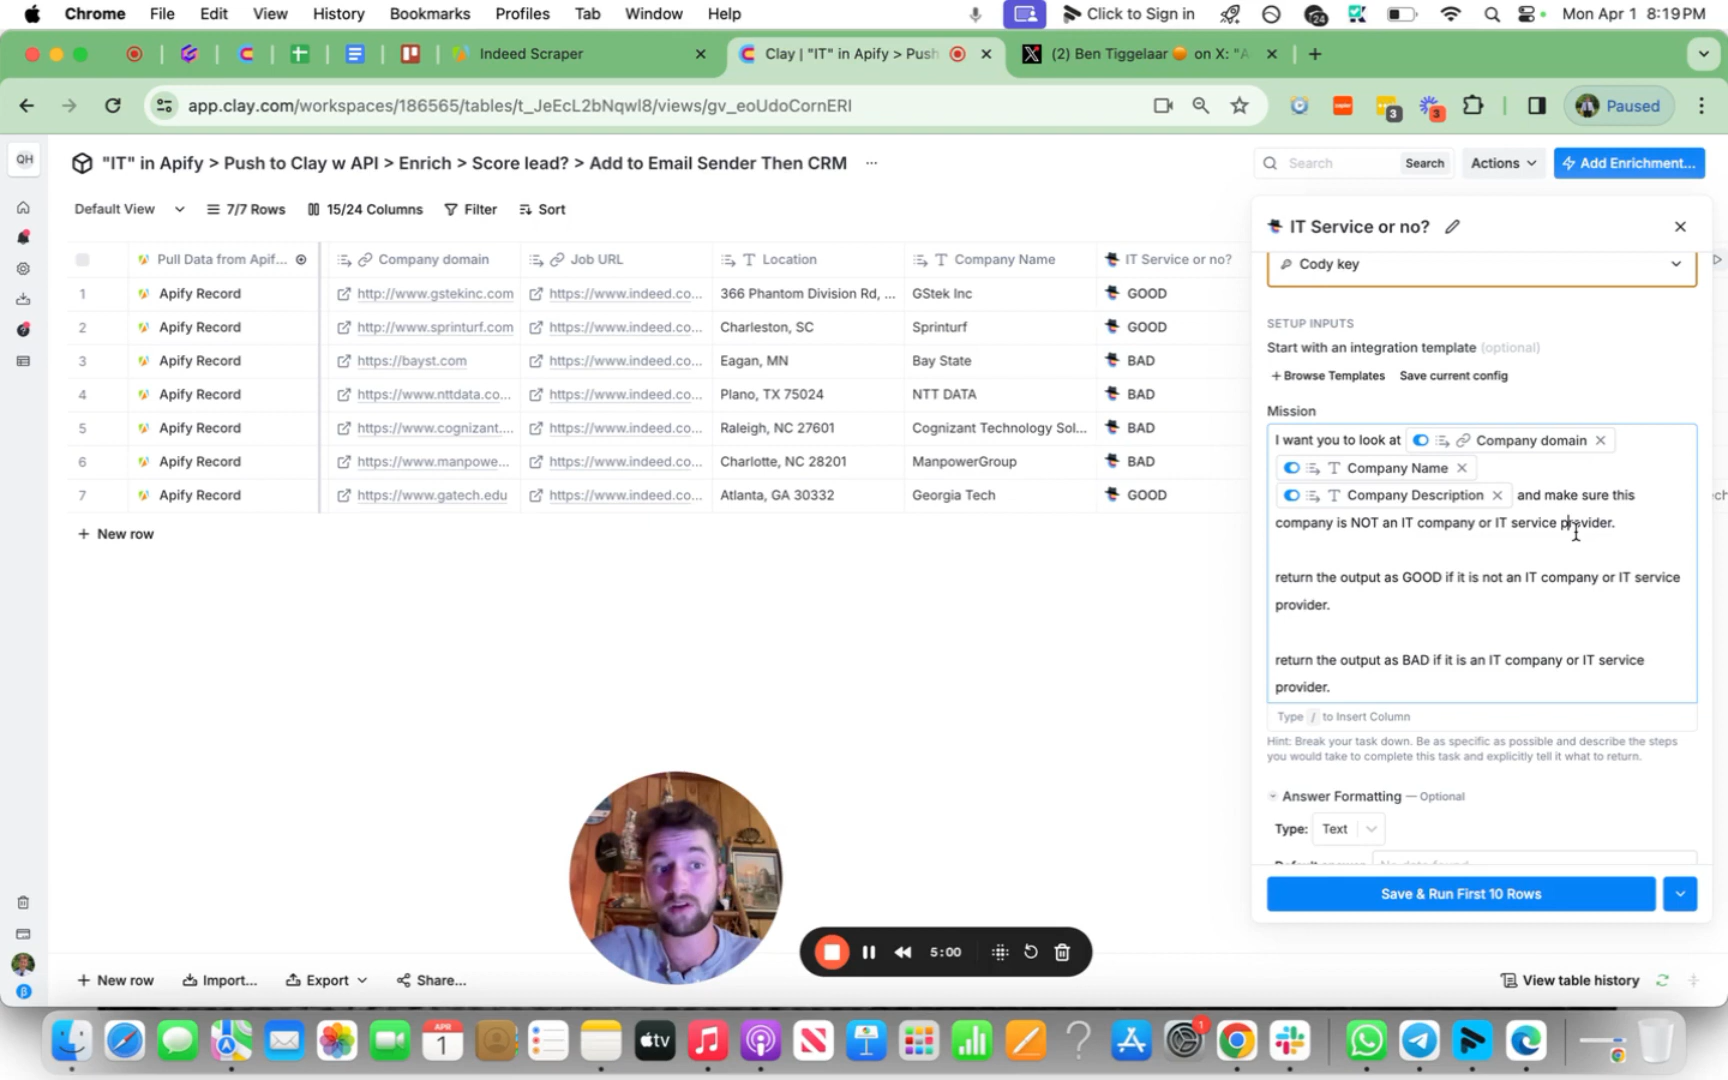 Chrome File Edit View History Bookmarks Profiles Tab Window Help Click to Sign in 24 Mon Apr 1 8:19 PM
Indeed Scraper Clay | "IT" in Apify > Push (2) Ben Tiggelaar on X: "A
app.clay.com/workspaces/186565/tables/t_JeEcL2bNqwl8/views/gv_eoUdoCornERI 3 3 Paused
QH "IT" in Apify > Push to Clay w API > Enrich > Score lead? > Add to Email Sender Then CRM ... Search Search Actions Add Enrichment...
Default View 7/7 Rows 15/24 Columns Filter Sort
Pull Data from Apif... Company domain Job URL Location Company Name IT Service or no?
1 Apify Record http://www.gstekinc.com https://www.indeed.co... 366 Phantom Division Rd, ... GStek Inc GOOD
2 Apify Record http://www.sprinturf.com https://www.indeed.co... Charleston, SC Sprinturf GOOD
3 Apify Record https://bayst.com https://www.indeed.co... Eagan, MN Bay State BAD
4 Apify Record https://www.nttdata.co... https://www.indeed.co... Plano, TX 75024 NTT DATA BAD
5 Apify Record https://www.cognizant.... https://www.indeed.co... Raleigh, NC 27601 Cognizant Technology Sol... BAD
6 Apify Record https://www.manpowe... https://www.indeed.co... Charlotte, NC 28201 ManpowerGroup BAD
7 Apify Record https://www.gatech.edu https://www.indeed.co... Atlanta, GA 30332 Georgia Tech GOOD
+ New row
IT Service or no?
Cody key
SETUP INPUTS
Start with an integration template (optional)
+ Browse Templates Save current config
Mission
I want you to look at Company domain
Company Name
Company Description and make sure this
company is NOT an IT company or IT service provider.
return the output as GOOD if it is not an IT company or IT service
provider.
return the output as BAD if it is an IT company or IT service
provider.
Type / to Insert Column
Hint: Break your task down. Be as specific as possible and describe the steps
you would take to complete this task and explicitly tell it what to return.
Answer Formatting — Optional
Type: Text
Save & Run First 10 Rows
5:00
+ New row Import... Export Share... View table history
APR
1 tv 1